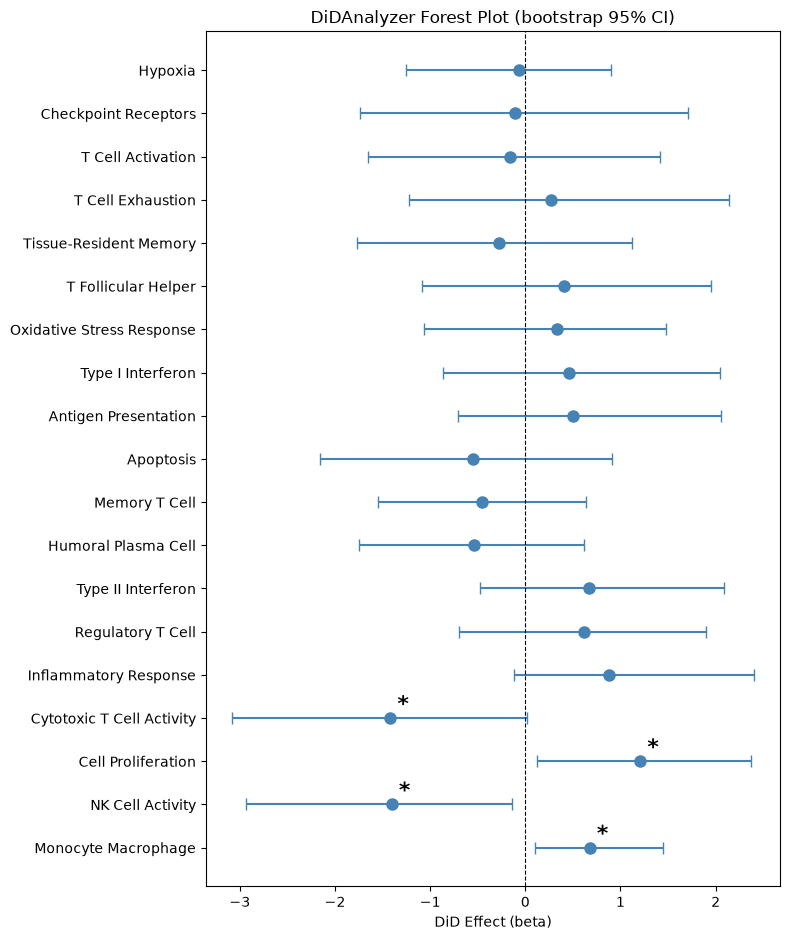 DiDAnalyzer Forest Plot (bootstrap 95% CI)
Hypoxia
Checkpoint Receptors
T Cell Activation
T Cell Exhaustion
Tissue-Resident Memory
T Follicular Helper
Oxidative Stress Response
Type I Interferon
Antigen Presentation
Apoptosis
Memory T Cell
Humoral Plasma Cell
Type II Interferon
Regulatory T Cell
Inflammatory Response
Cytotoxic T Cell Activity *
Cell Proliferation *
NK Cell Activity *
Monocyte Macrophage *
−3 −2 −1 0 1 2
DiD Effect (beta)